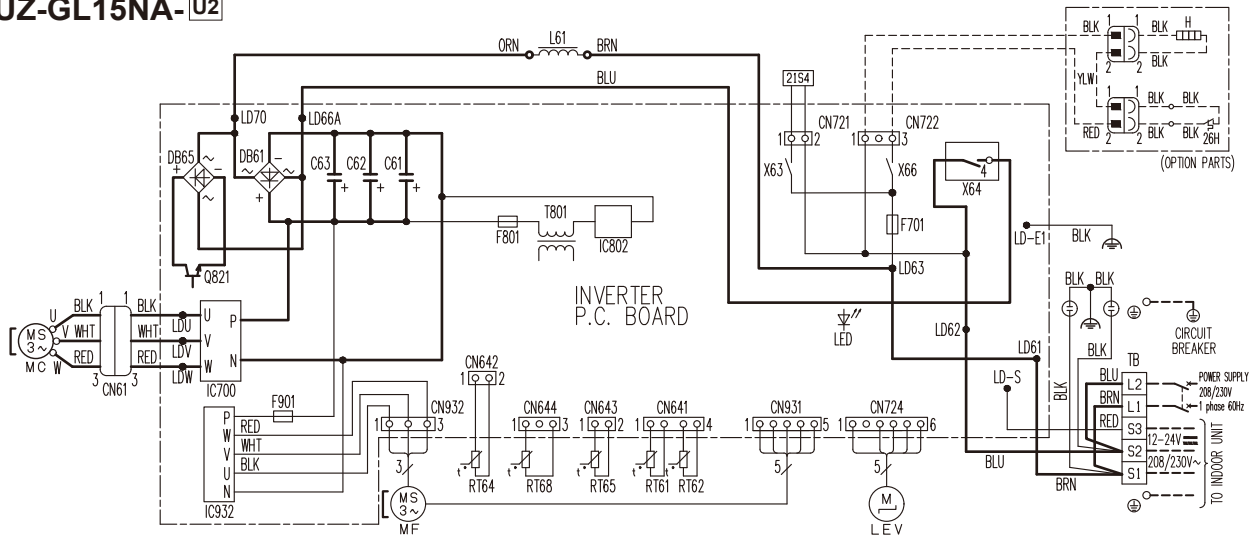 UZ-GL15NA- U2
ORN L61 BRN
BLU
BLK 1 1 BLK H
BLK
2 2
YLW
1 1 BLK BLK
RED 2 2 BLK BLK 26H
(OPTION PARTS)
21S4
LD70 LD66A
CN721 CN722
1 2 1 3
DB65 DB61 C63 C62 C61
X63 X66 X64
4
T801
F801 IC802
F701
LD-E1 BLK
Q821
LD63
BLK BLK
INVERTER
P.C. BOARD
LED
LD62
LD61
CIRCUIT
BREAKER
U BLK 1 1 BLK LDU U P
MS
3~
V WHT WHT LDV V
MC W RED 3 3 RED LDW W N
CN61
IC700
BLK
BLK
TB
LD-S
BLU L2
BRN L1
RED S3
S2
S1
POWER SUPPLY
208/230V
1 phase 60Hz
12-24V
208/230V~
TO INDOOR UNIT
BLU
BRN
F901
P
W RED
V WHT
U BLK
N
IC932
CN642
1 2
CN932 CN644 CN643 CN641 CN931 CN724
1 3 1 3 1 2 1 4 1 5 1 6
3 t° t° t° t° t° 5 5
RT64 RT68 RT65 RT61 RT62
MS
3~
MF
M
LEV